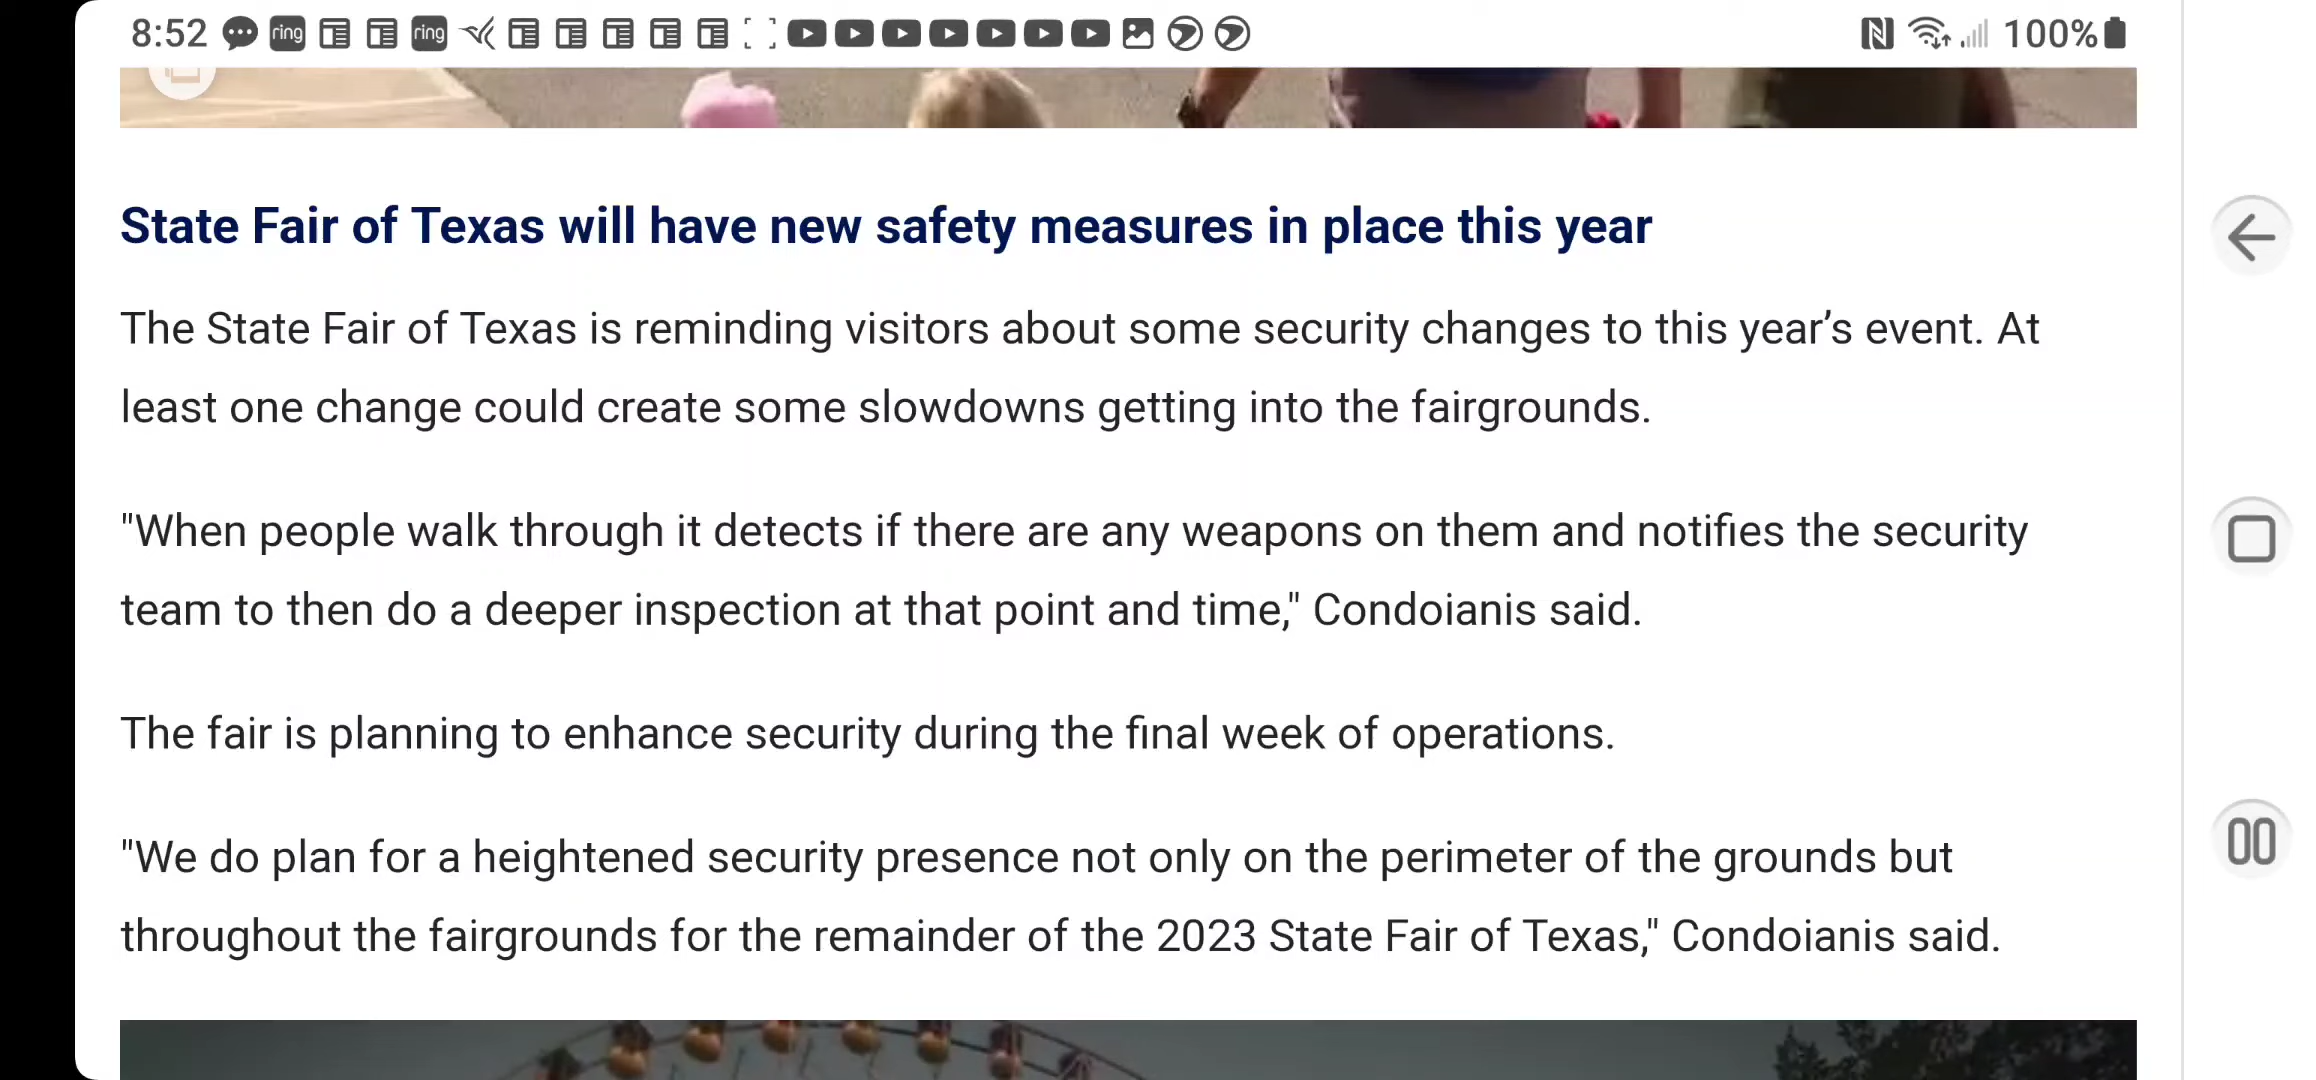 8:52 ring ring 100%
State Fair of Texas will have new safety measures in place this year
The State Fair of Texas is reminding visitors about some security changes to this year’s event. At
least one change could create some slowdowns getting into the fairgrounds.
"When people walk through it detects if there are any weapons on them and notifies the security
team to then do a deeper inspection at that point and time," Condoianis said.
The fair is planning to enhance security during the final week of operations.
"We do plan for a heightened security presence not only on the perimeter of the grounds but
throughout the fairgrounds for the remainder of the 2023 State Fair of Texas," Condoianis said.